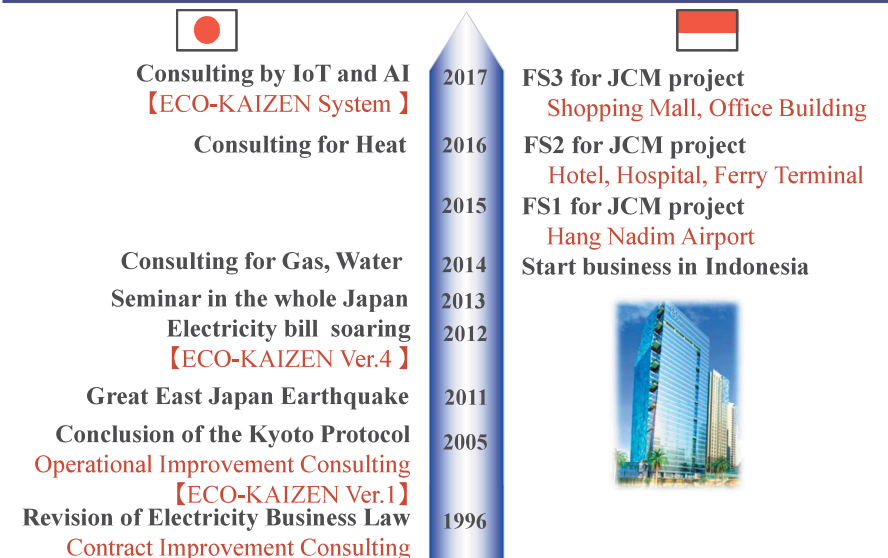 Consulting by IoT and AI 2017 FS3 for JCM project
【ECO-KAIZEN System 】 Shopping Mall, Office Building
Consulting for Heat 2016 FS2 for JCM project
Hotel, Hospital, Ferry Terminal
2015 FS1 for JCM project
Hang Nadim Airport
Consulting for Gas, Water 2014 Start business in Indonesia
Seminar in the whole Japan 2013
Electricity bill soaring 2012
【ECO-KAIZEN Ver.4 】
Great East Japan Earthquake 2011
Conclusion of the Kyoto Protocol 2005
Operational Improvement Consulting
【ECO-KAIZEN Ver.1】
Revision of Electricity Business Law 1996
Contract Improvement Consulting